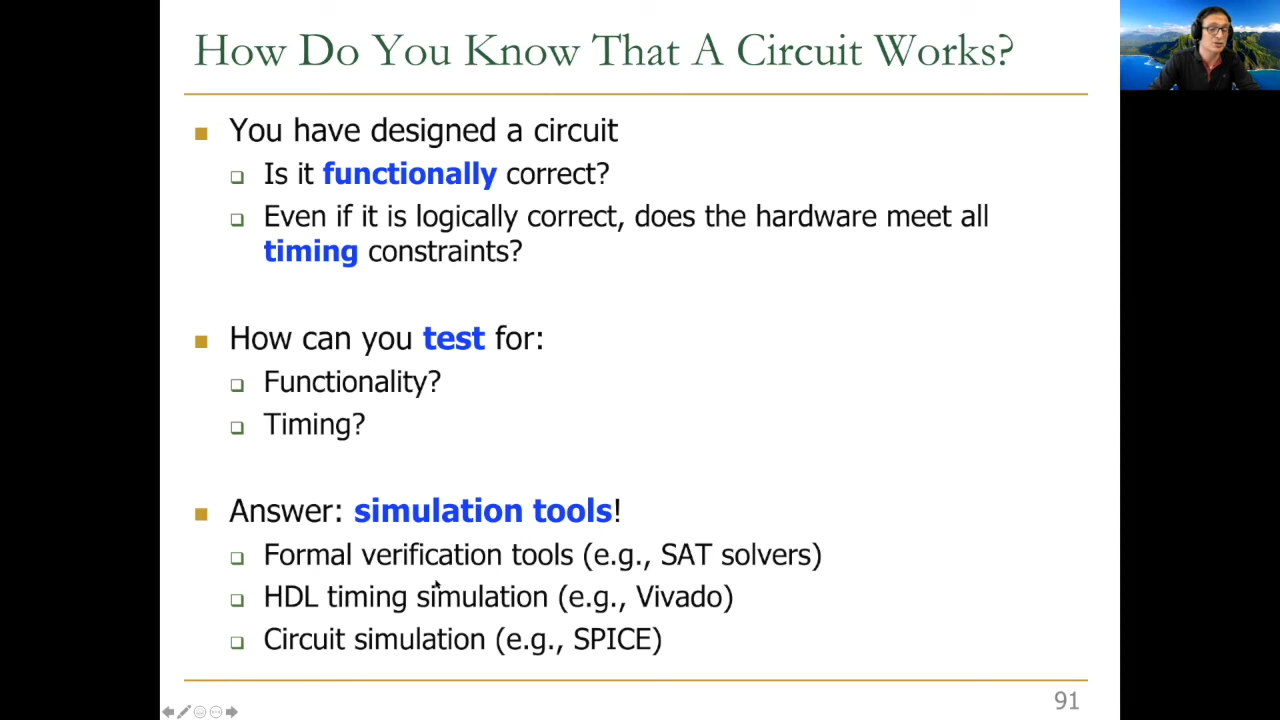 How Do You Know That A Circuit Works?
You have designed a circuit
Is it functionally correct?
Even if it is logically correct, does the hardware meet all
timing constraints?
How can you test for:
Functionality?
Timing?
Answer: simulation tools!
Formal verification tools (e.g., SAT solvers)
HDL timing simulation (e.g., Vivado)
Circuit simulation (e.g., SPICE)
91